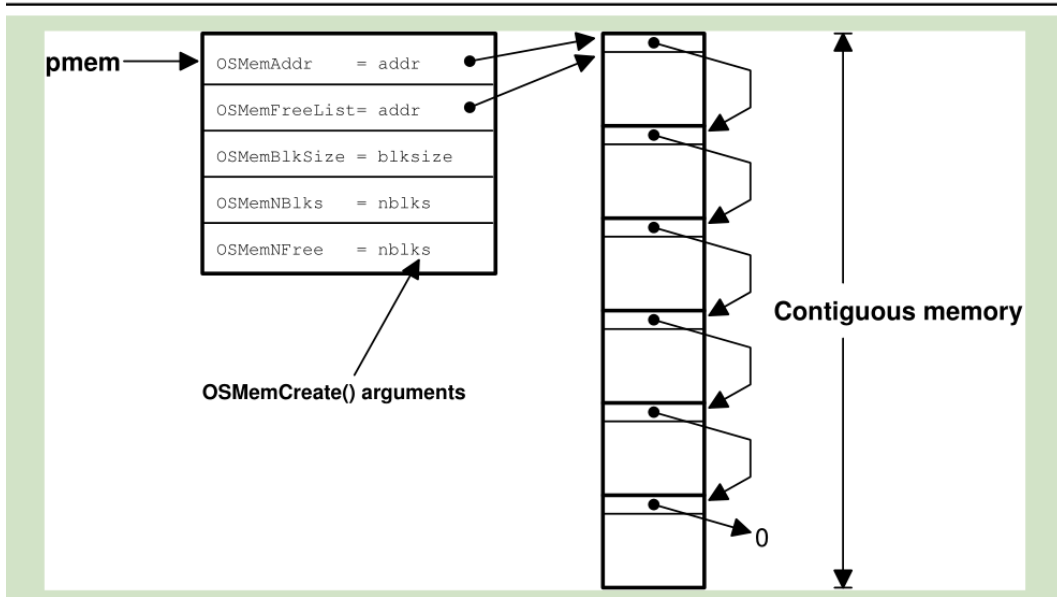 pmem
OSMemAddr    = addr
OSMemFreeList= addr
OSMemBlkSize = blksize
OSMemNBlks   = nblks
OSMemNFree   = nblks
OSMemCreate() arguments
Contiguous memory
0